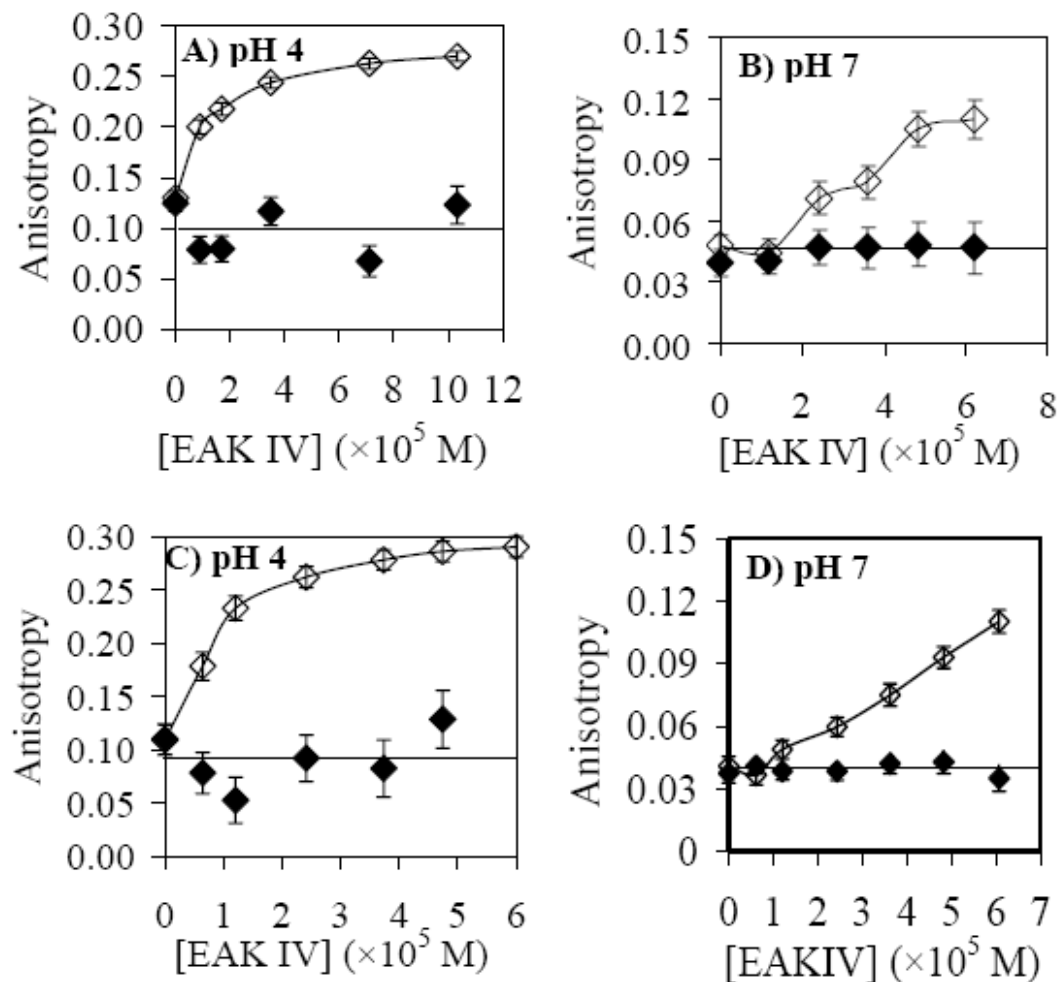 A) pH 4
0.30
0.25
0.20
0.15
0.10
0.05
0.00
Anisotropy
0 2 4 6 8 10 12
[EAK IV] (×10⁵ M)
B) pH 7
0.15
0.12
0.09
0.06
0.03
0.00
Anisotropy
0 2 4 6 8
[EAK IV] (×10⁵ M)
C) pH 4
0.30
0.25
0.20
0.15
0.10
0.05
0.00
Anisotropy
0 1 2 3 4 5 6
[EAK IV] (×10⁵ M)
D) pH 7
0.15
0.12
0.09
0.06
0.03
0
Anisotropy
0 1 2 3 4 5 6 7
[EAKIV] (×10⁵ M)